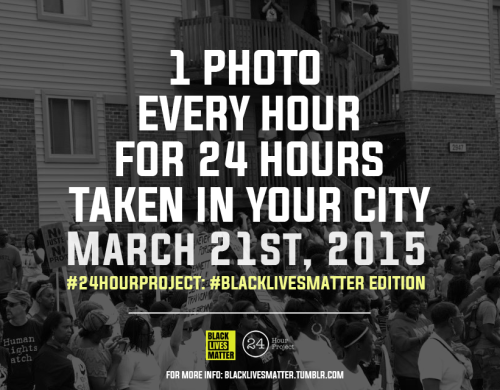 1 PHOTO
EVERY HOUR
FOR 24 HOURS
TAKEN IN YOUR CITY
MARCH 21ST, 2015
#24HOURPROJECT: #BLACKLIVESMATTER EDITION
Human
Rights
Watch
BLACK
LIVES
MATTER
24 Hour
Project
FOR MORE INFO: BLACKLIVESMATTER.TUMBLR.COM